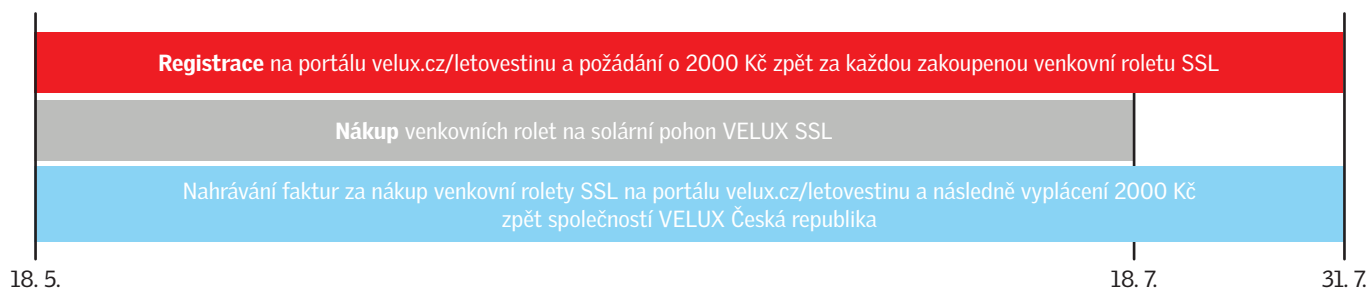 Registrace na portálu velux.cz/letovestinu a požádání o 2000 Kč zpět za každou zakoupenou venkovní roletu SSL
Nákup venkovních rolet na solární pohon VELUX SSL
Nahrávání faktur za nákup venkovní rolety SSL na portálu velux.cz/letovestinu a následně vyplácení 2000 Kč
zpět společností VELUX Česká republika
18. 5. 18. 7. 31. 7.